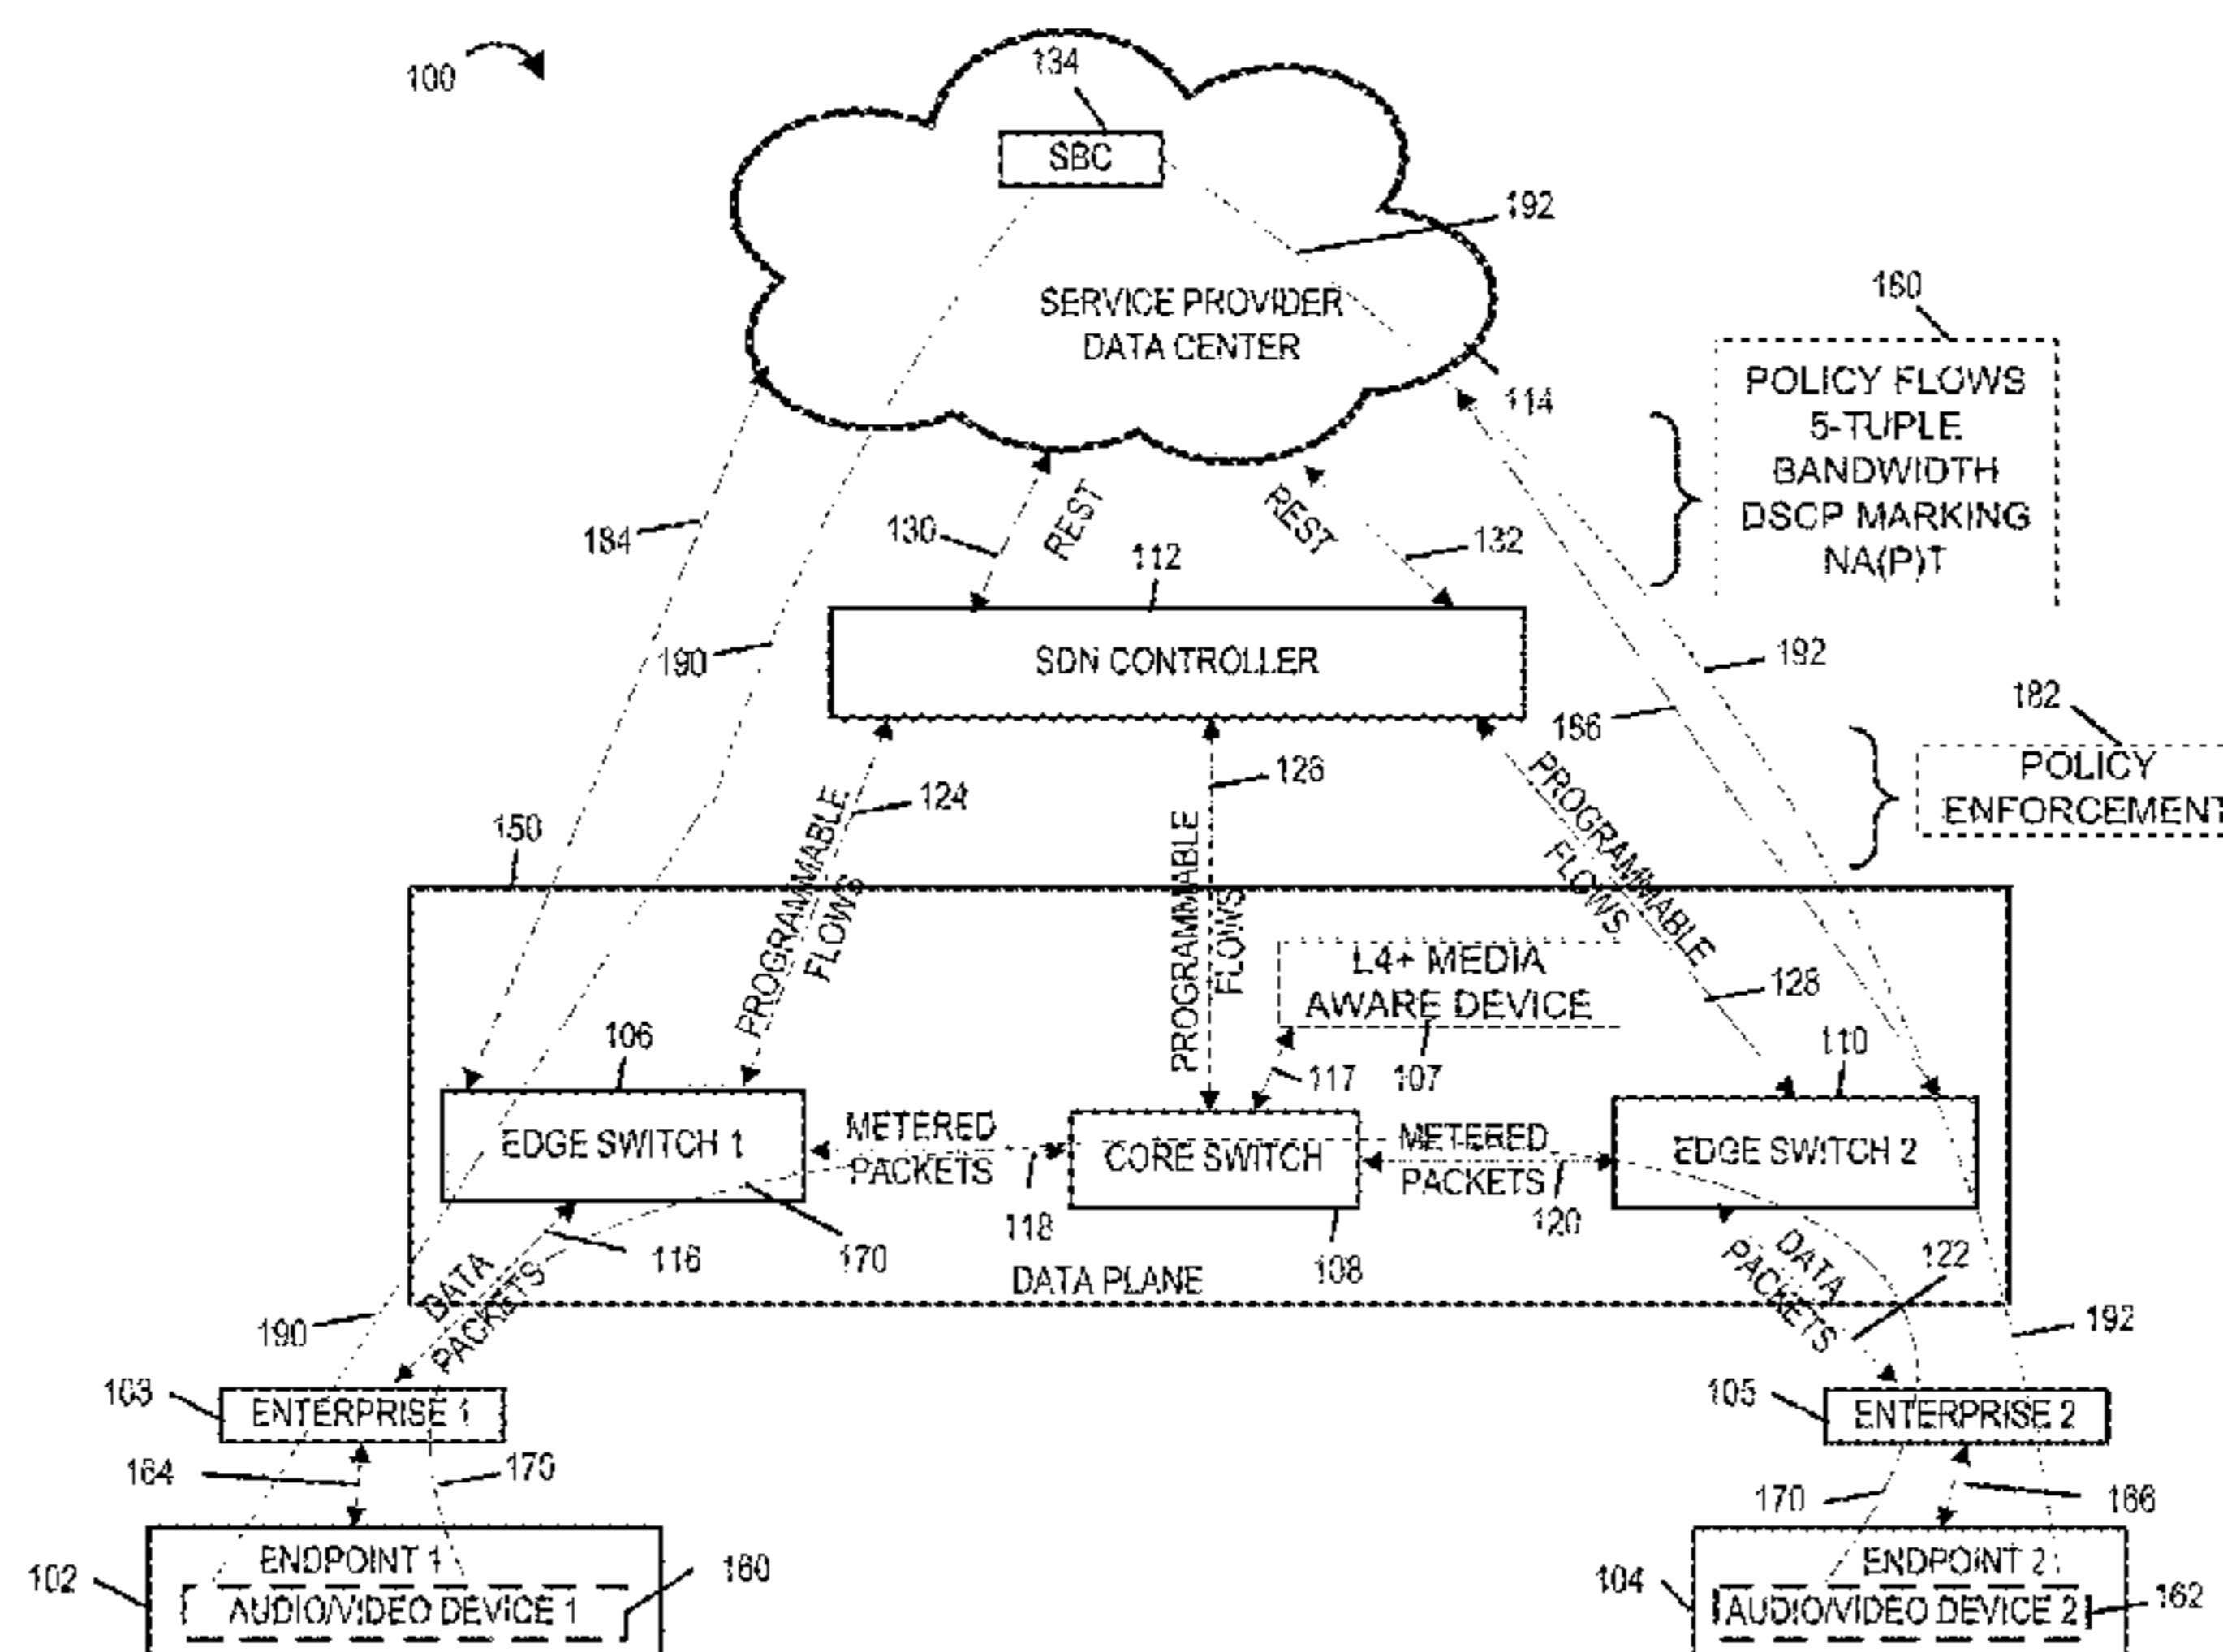 100
134
SBC
192
SERVICE PROVIDER
DATA CENTER
114
180
POLICY FLOWS
5-TUPLE
BANDWIDTH
DSCP MARKING
NA(P)T
184
130
REST
REST
132
112
190
SDN CONTROLLER
192
186
182
POLICY
ENFORCEMENT
124
126
PROGRAMMABLE
FLOWS
PROGRAMMABLE
FLOWS
PROGRAMMABLE
FLOWS
150
L4+ MEDIA
AWARE DEVICE
128
106
117
107
110
EDGE SWITCH 1
METERED
PACKETS
CORE SWITCH
METERED
PACKETS
EDGE SWITCH 2
116
170
118
108
120
DATA PLANE
DATA
PACKETS
DATA
PACKETS
122
190
192
103
ENTERPRISE 1
105
ENTERPRISE 2
164
170
170
166
102
ENDPOINT 1
AUDIO/VIDEO DEVICE 1
160
104
ENDPOINT 2
AUDIO/VIDEO DEVICE 2
162